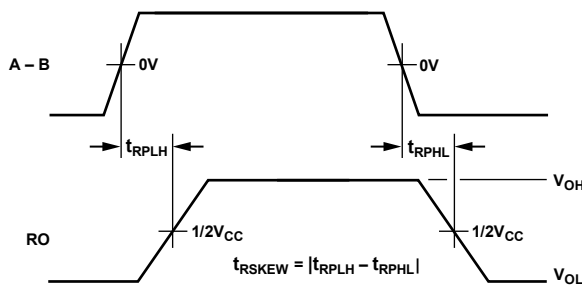 A – B
0V
0V
tRPLH
tRPHL
VOH
RO
1/2VCC
1/2VCC
tRSKEW = |tRPLH – tRPHL|
VOL